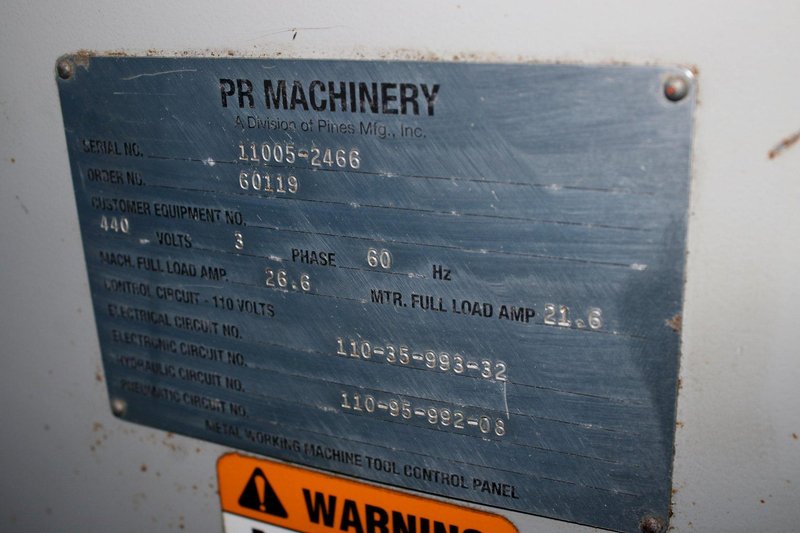 PR MACHINERY
A Division of Pines Mfg., Inc.
SERIAL NO. 11005-2466
ORDER NO. 60119
CUSTOMER EQUIPMENT NO.
440 VOLTS 3 PHASE 60 Hz
MACH. FULL LOAD AMP. 26.6 MTR. FULL LOAD AMP 21.6
CONTROL CIRCUIT - 110 VOLTS
ELECTRICAL CIRCUIT NO. 110-35-993-32
ELECTRONIC CIRCUIT NO.
HYDRAULIC CIRCUIT NO. 110-95-992-08
PNEUMATIC CIRCUIT NO.
METAL WORKING MACHINE TOOL CONTROL PANEL
WARNING